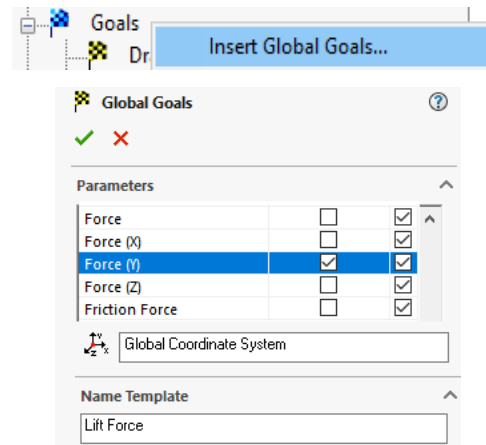 Goals
Dr
Insert Global Goals...
Global Goals
Parameters
Force
Force (X)
Force (Y)
Force (Z)
Friction Force
Y
Z X
Global Coordinate System
Name Template
Lift Force